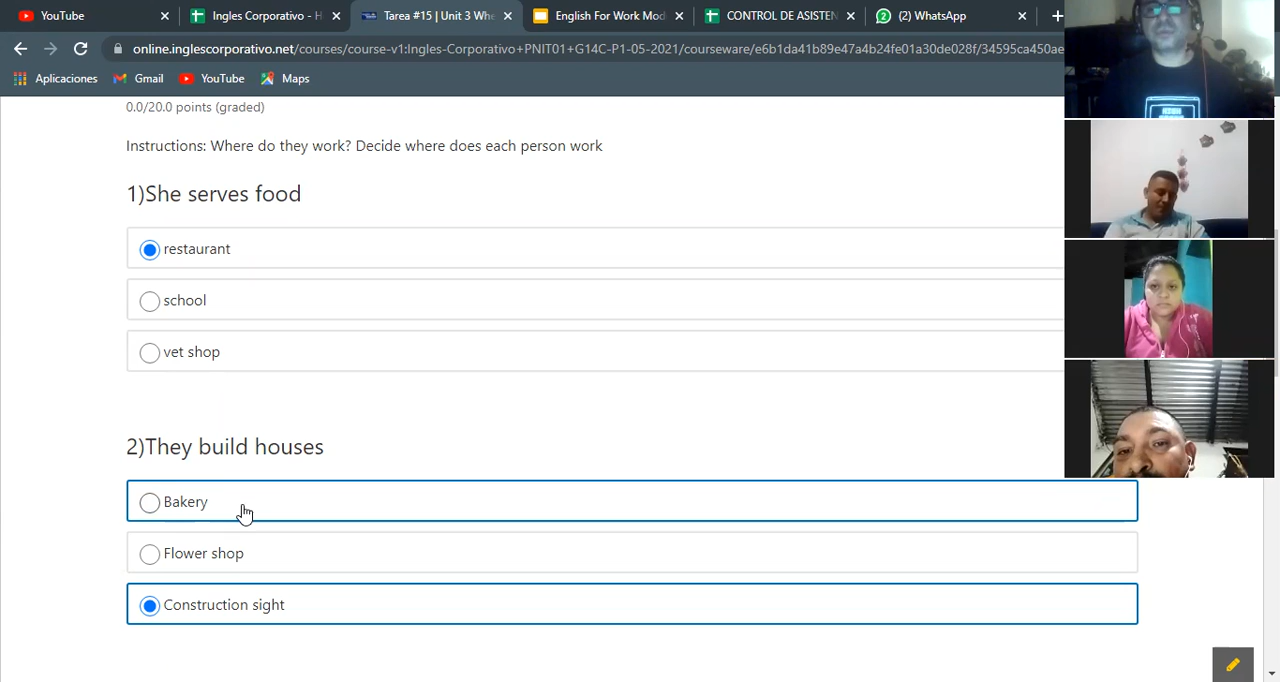 YouTube
Ingles Corporativo - H
Tarea #15 | Unit 3 Whe
English For Work Mod
CONTROL DE ASISTEN
(2) WhatsApp
online.inglescorporativo.net/courses/course-v1:Ingles-Corporativo+PNIT01+G14C-P1-05-2021/courseware/e6b1da41b89e47a4b24fe01a30de028f/34595ca450ae
Aplicaciones
Gmail
YouTube
Maps
0.0/20.0 points (graded)
Instructions: Where do they work? Decide where does each person work
1)She serves food
restaurant
school
vet shop
2)They build houses
Bakery
Flower shop
Construction sight